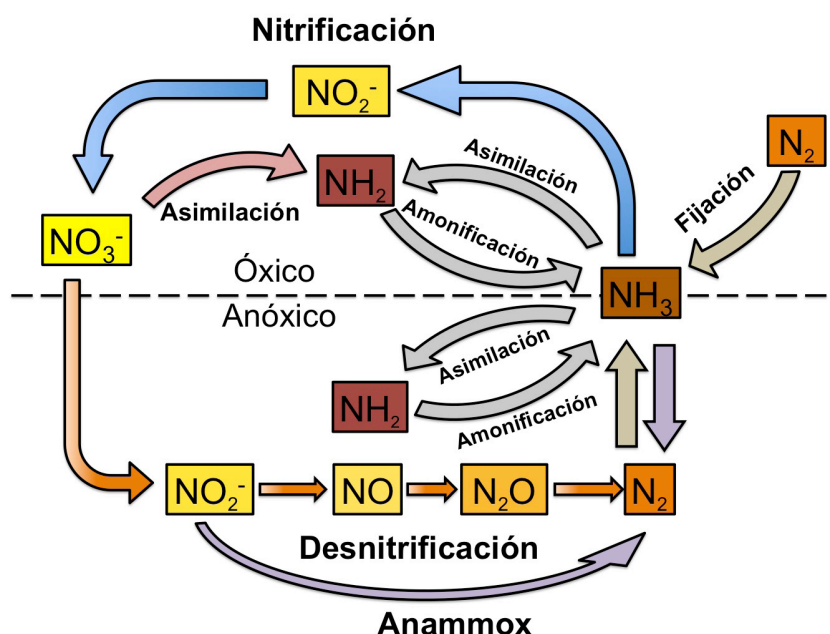 Nitrificación
NO₂⁻
N₂
Asimilación
Fijación
NH₂
Asimilación
Amonificación
NO₃⁻
Óxico
NH₃
Anóxico
Asimilación
NH₂
Amonificación
NO₂⁻
NO
N₂O
N₂
Desnitrificación
Anammox